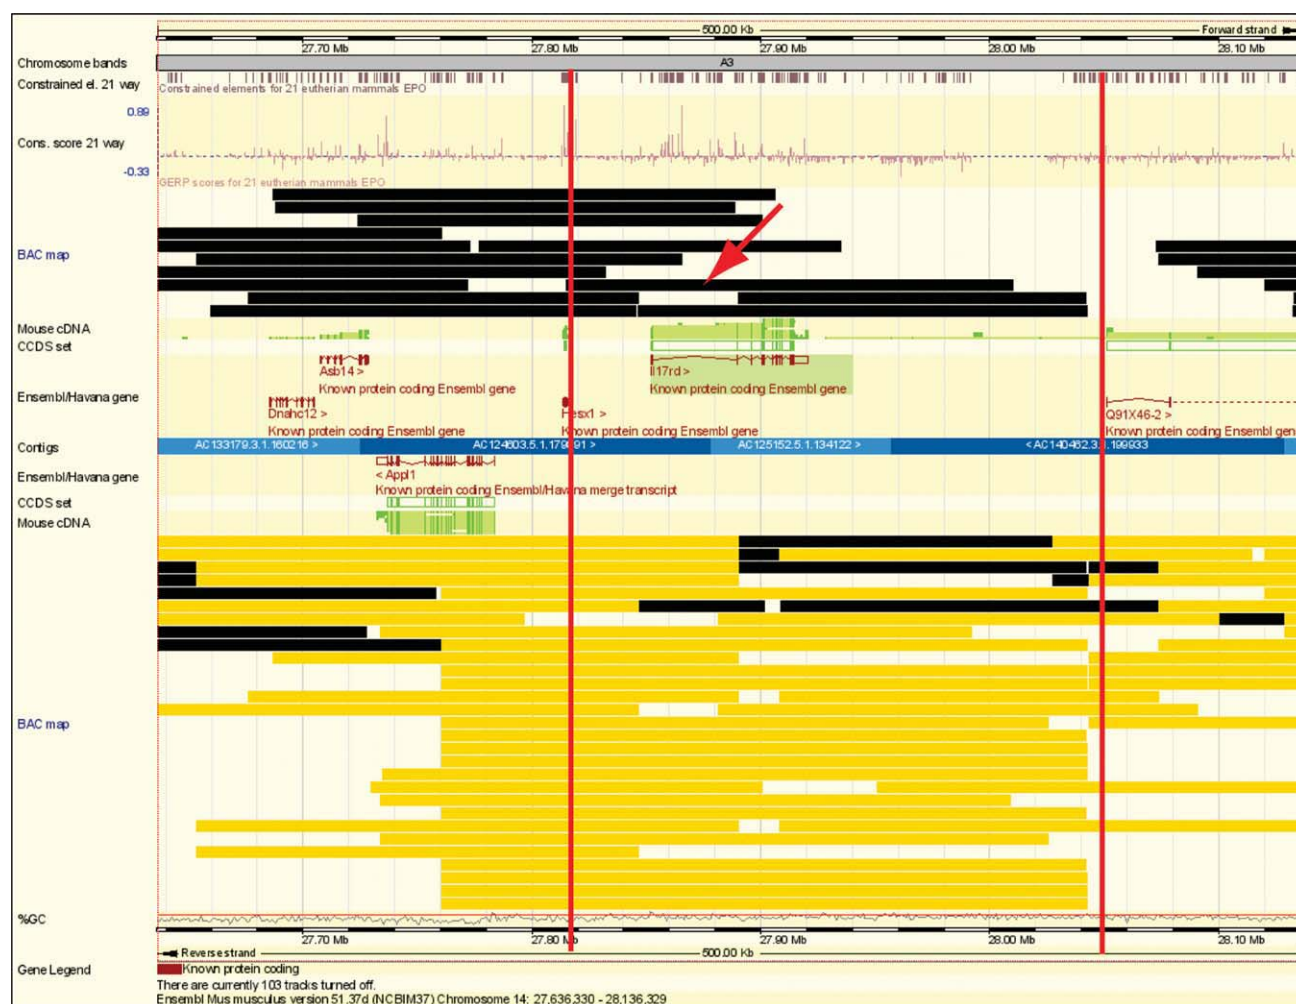 500.00 Kb Forward strand
27.70 Mb 27.80 Mb 27.90 Mb 28.00 Mb 28.10 Mb
Chromosome bands A3
Constrained el. 21 way
Constrained elements for 21 eutherian mammals EPO
0.89
Cons. score 21 way
-0.33
GERP scores for 21 eutherian mammals EPO
BAC map
Mouse cDNA
CCDS set
Asb14 > Il17rd >
Known protein coding Ensembl gene Known protein coding Ensembl gene
Ensembl/Havana gene
Dnahc12 > Hesx1 > Q91X46-2 >
Known protein coding Ensembl gene Known protein coding Ensembl gene Known protein coding Ensembl gen
Contigs AC133179.3.1.160216 > AC124603.5.1.179 91 > AC125152.5.1.134122 > < AC140462.3. .199933
Ensembl/Havana gene
< Appl1
Known protein coding Ensembl/Havana merge transcript
CCDS set
Mouse cDNA
BAC map
%GC
27.70 Mb 27.80 Mb 27.90 Mb 28.00 Mb 28.10 Mb
Reverse strand 500.00 Kb
Gene Legend Known protein coding
There are currently 103 tracks turned off.
Ensembl Mus musculus version 51.37d (NCBIM37) Chromosome 14: 27,636,330 - 28,136,329